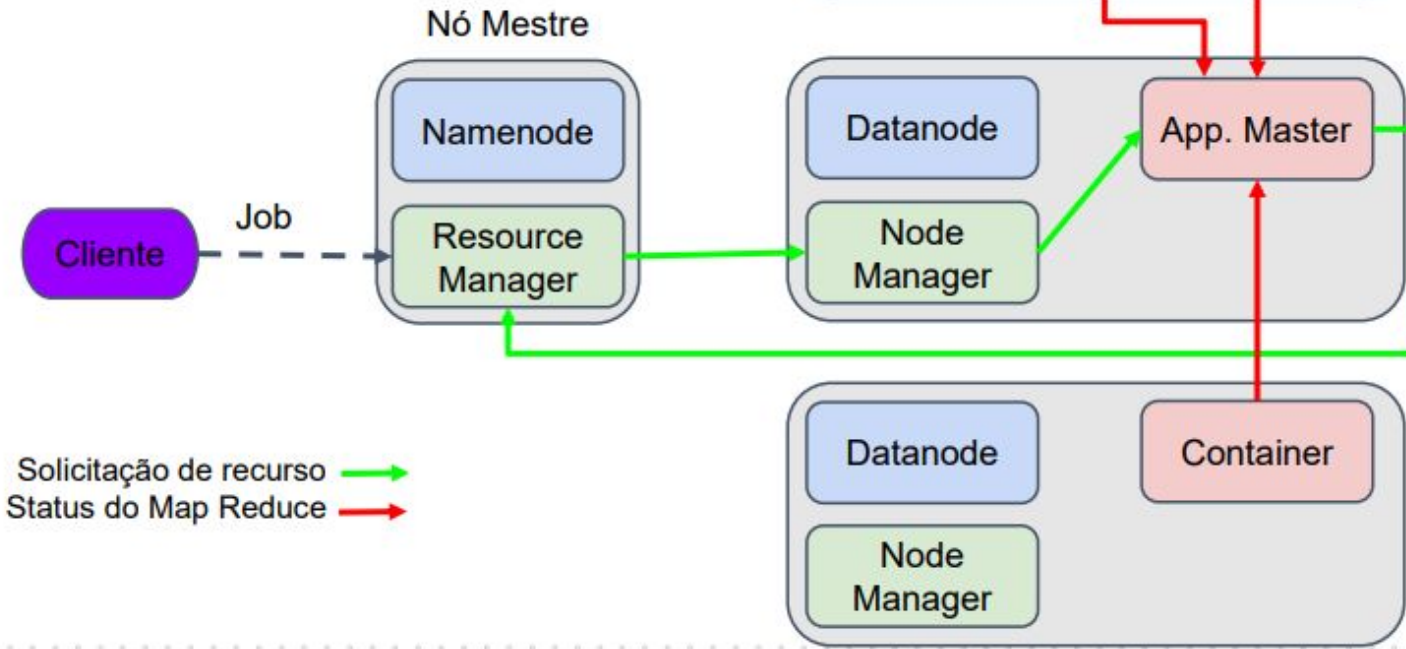 Nó Mestre
Namenode
Datanode
App. Master
Job
Cliente
Resource
Manager
Node
Manager
Solicitação de recurso
Status do Map Reduce
Datanode
Container
Node
Manager